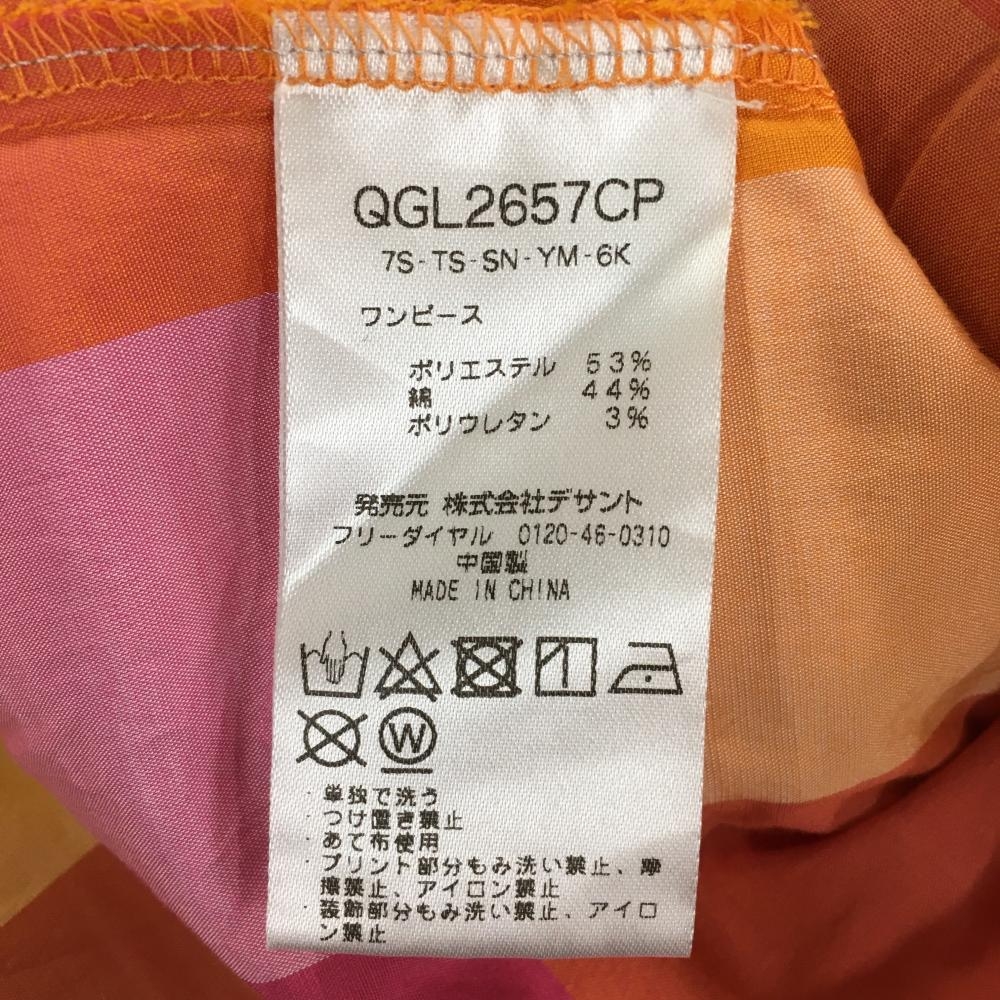 QGL2657CP
7S-TS-SN-YM-6K
ワンピース
ポリエステル 53%
綿 44%
ポリウレタン 3%
発売元 株式会社デサント
フリーダイヤル 0120-46-0310
中国製
MADE IN CHINA
W
・単独で洗う
・つけ置き禁止
・あて布使用
・プリント部分もみ洗い禁止、摩
擦禁止、アイロン禁止
・装飾部分もみ洗い禁止、アイロ
ン禁止